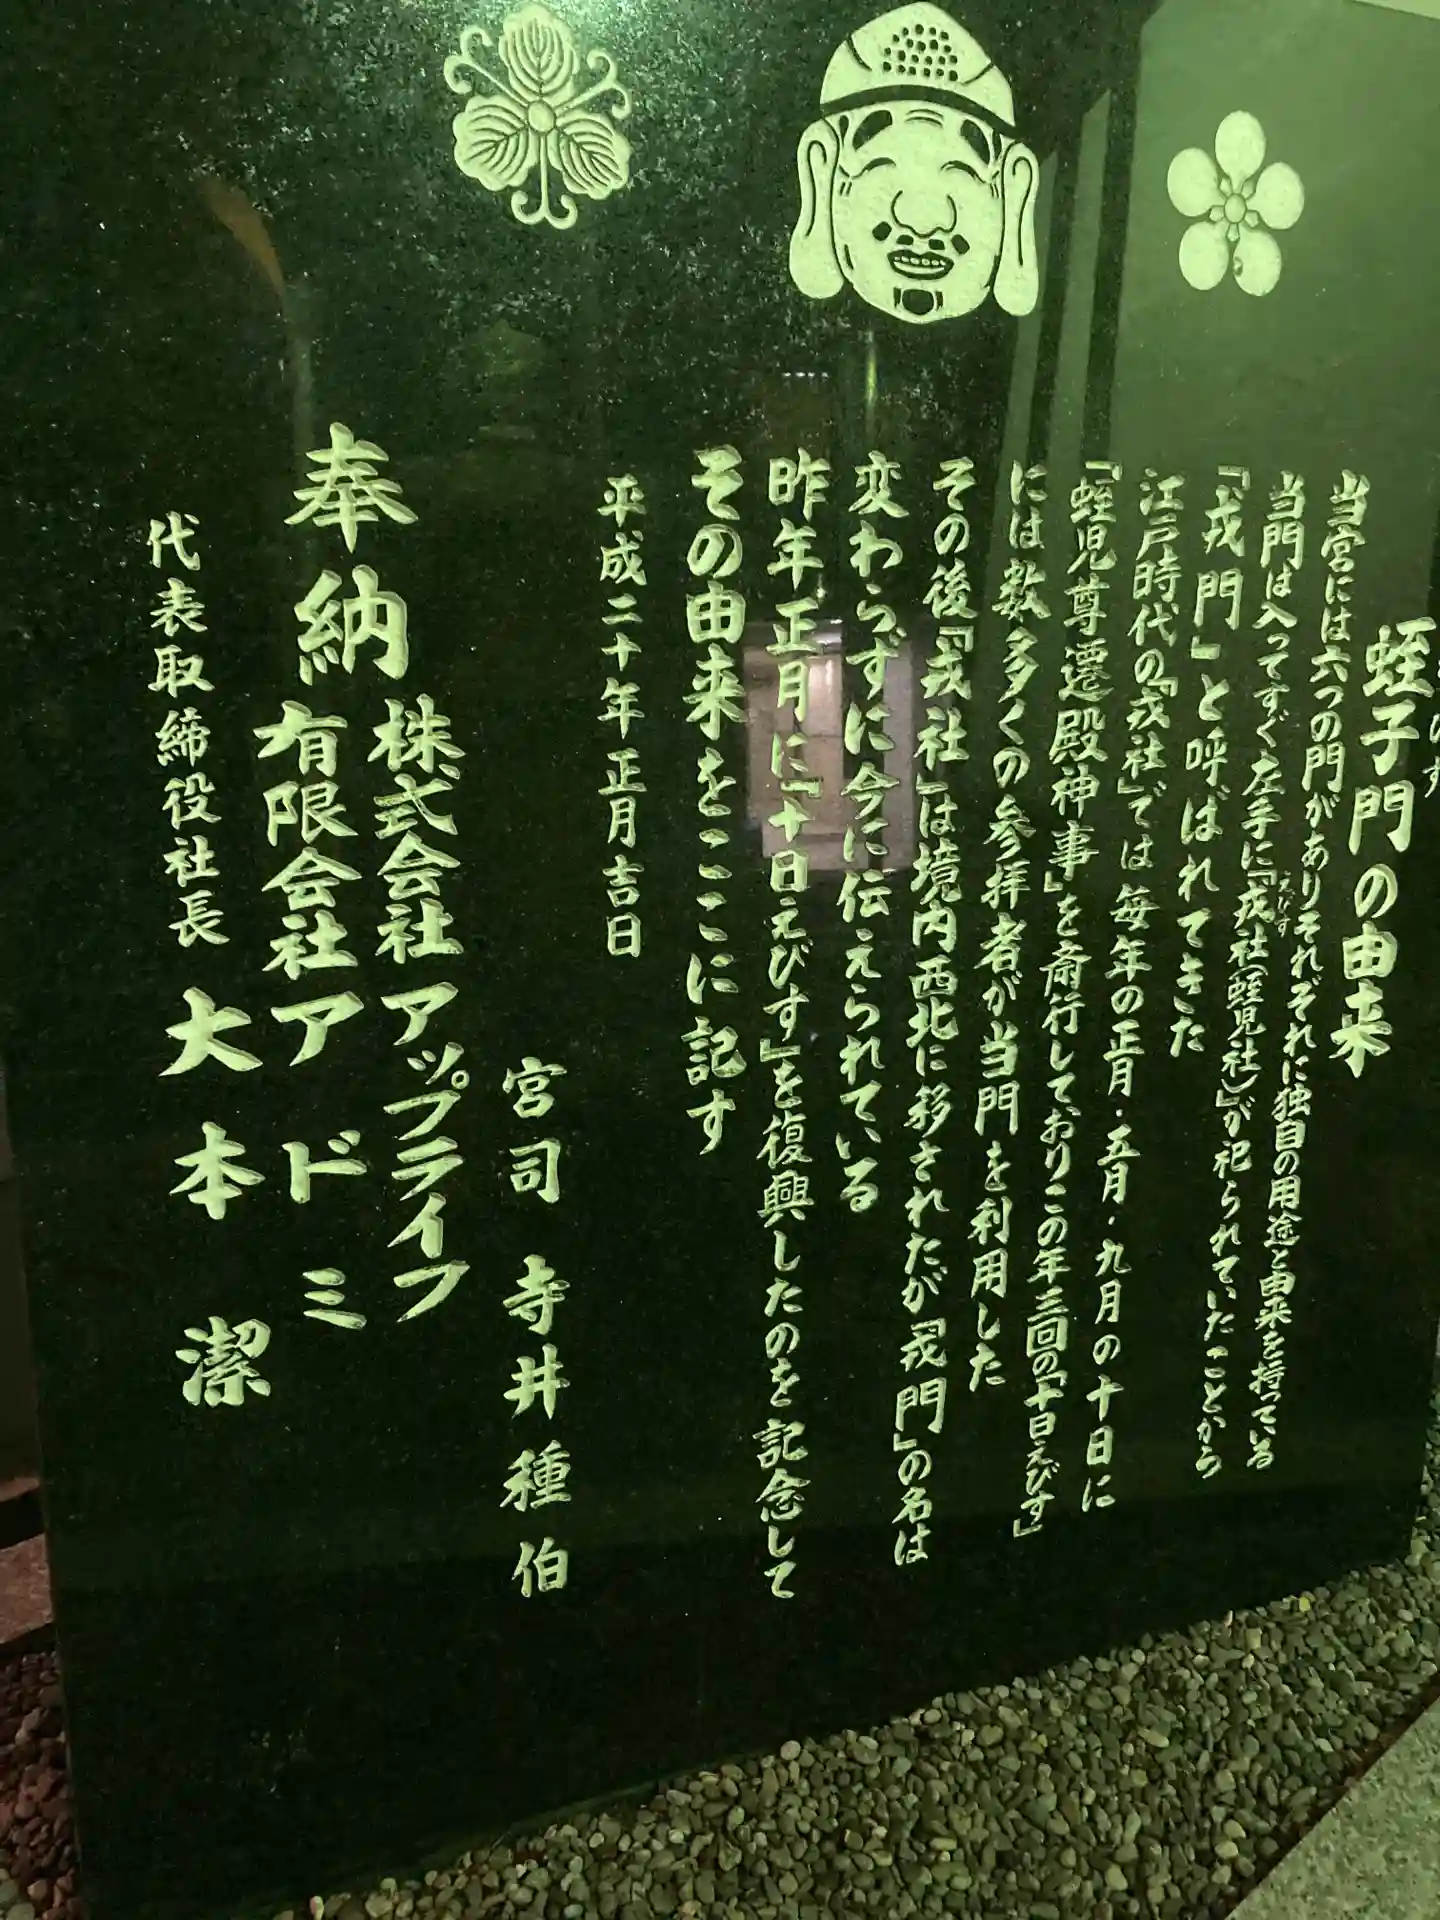 蛭子門の由来
当宮には六つの門がありそれぞれに独自の用途と由来を持っている
当門は入ってすぐ左手に『戎社(蛭児社)』が祀られていたことから
えびす
『戎門』と呼ばれてきた
江戸時代の『戎社』では毎年の正月・五月・九月の十日に
『蛭児尊遷殿神事』を斎行しておりこの年三回の『十日えびす』
には数多くの参拝者が当門を利用した
その後『戎社』は境内西北に移されたが『戎門』の名は
変わらずに今に伝えられている
昨年正月に『十日えびす』を復興したのを記念して
その由来をここに記す
平成二十年正月吉日
宮司 寺井種伯
奉納 株式会社アップライフ
有限会社アドミ
代表取締役社長 大本潔